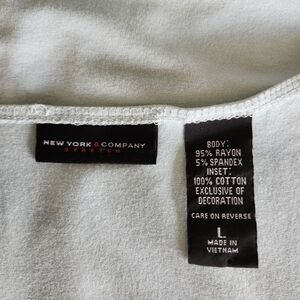 NEW YORK & COMPANY
STRETCH
BODY:
95% RAYON
5% SPANDEX
INSET:
100% COTTON
EXCLUSIVE OF
DECORATION
CARE ON REVERSE
L
MADE IN
VIETNAM